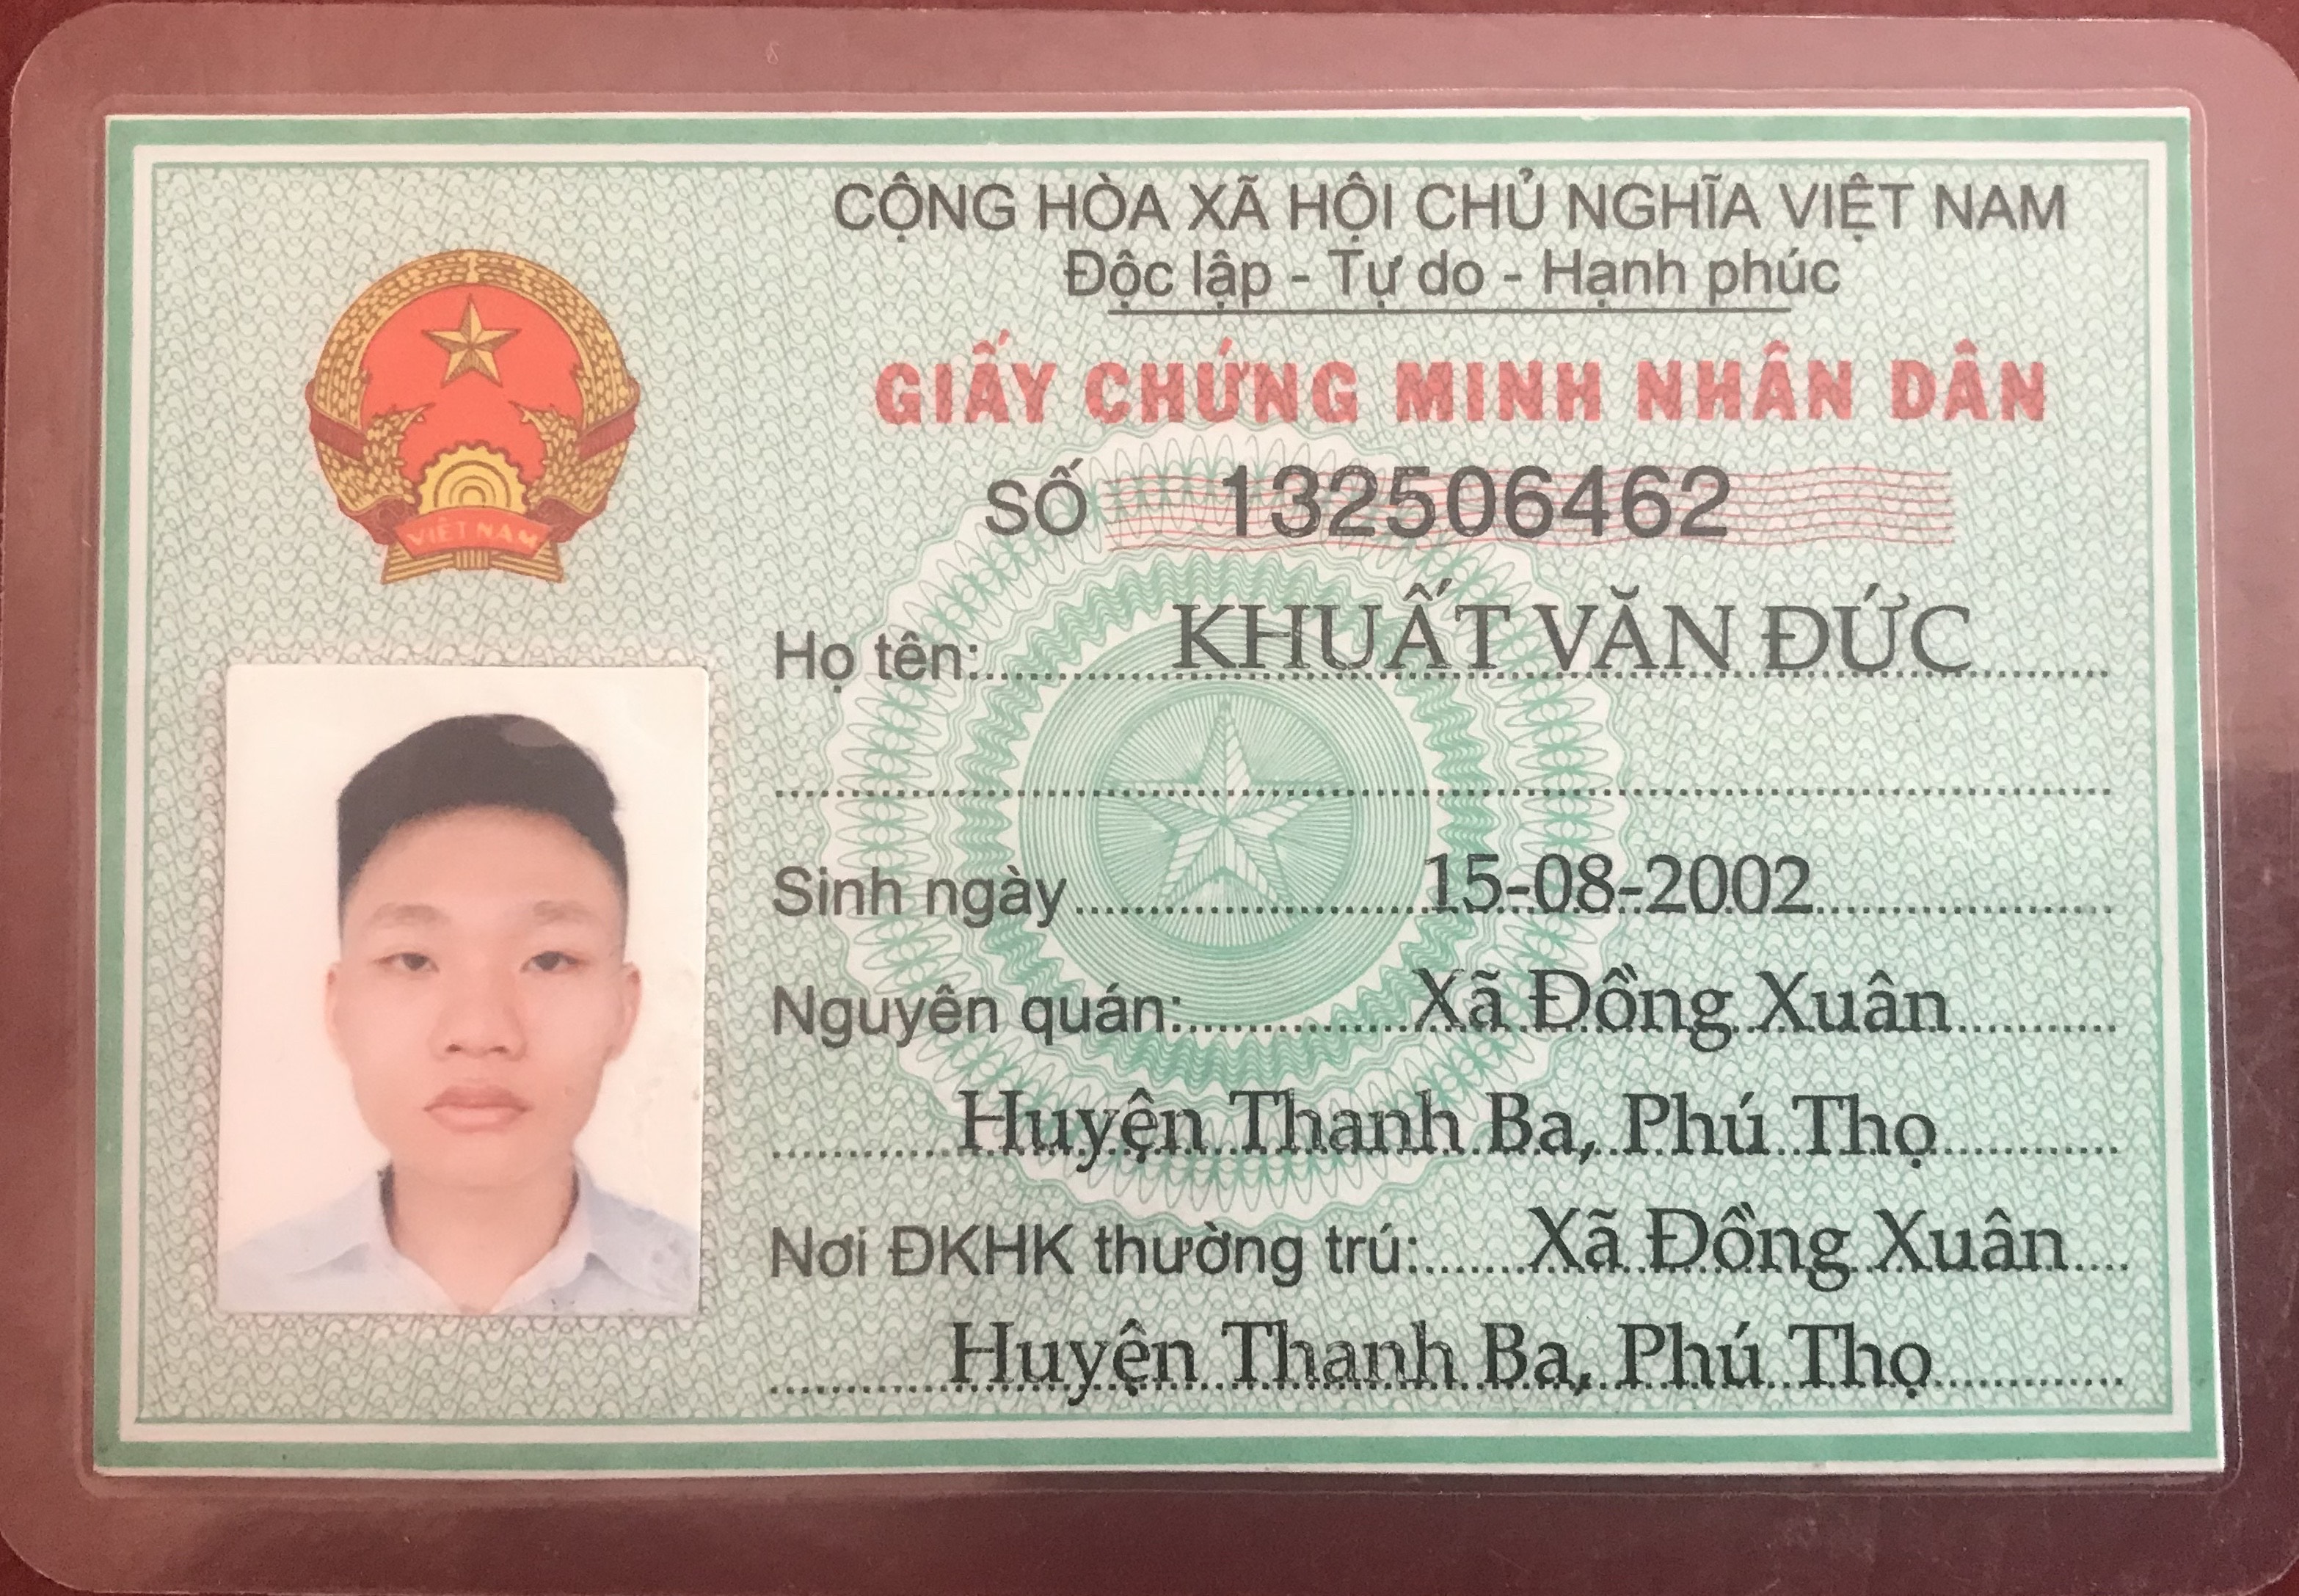 CỘNG HÒA XÃ HỘI CHỦ NGHĨA VIỆT NAM
Độc lập - Tự do - Hạnh phúc
GIẤY CHỨNG MINH NHÂN DÂN
SỐ 132506462
VIỆT NAM
Họ tên: KHUẤT VĂN ĐỨC
Sinh ngày 15-08-2002
Nguyên quán: Xã Đồng Xuân
Huyện Thanh Ba, Phú Thọ
Nơi ĐKHK thường trú: Xã Đồng Xuân
Huyện Thanh Ba, Phú Thọ